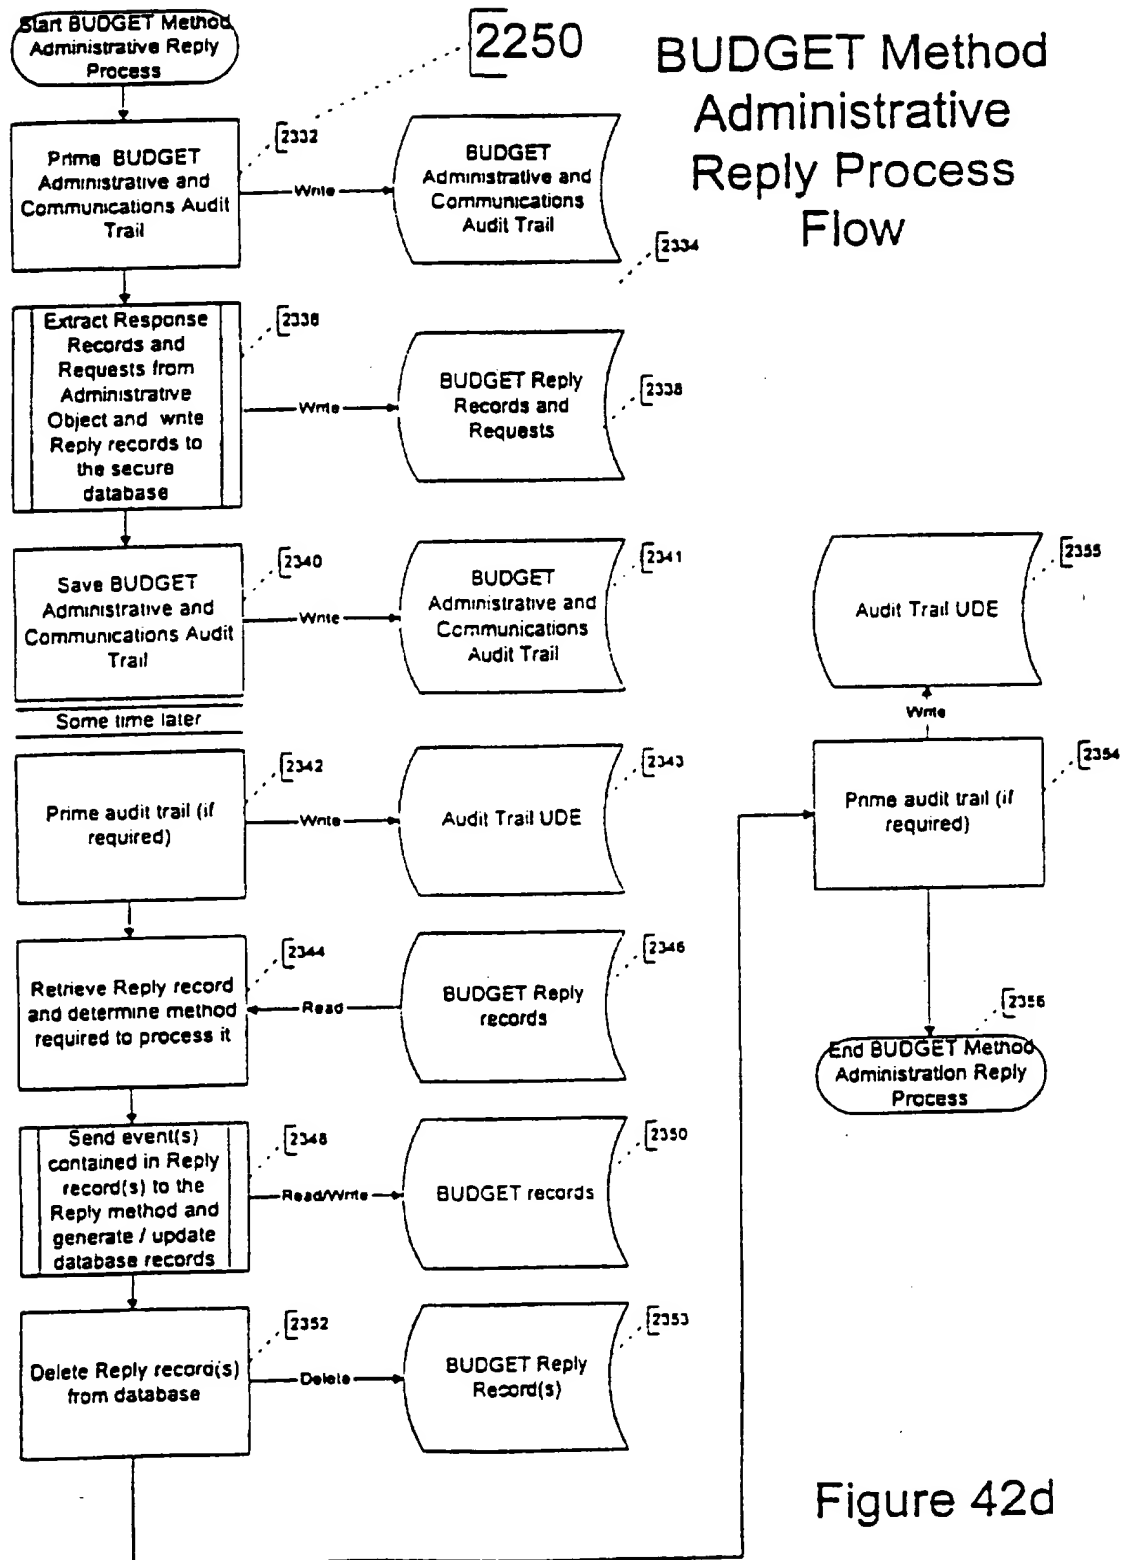 Start BUDGET Method
Administrative Reply
Process
2250
BUDGET Method
Administrative
Reply Process
Flow
2332
Prime BUDGET
Administrative and
Communications Audit
Trail
Write
BUDGET
Administrative and
Communications
Audit Trail
2334
Extract Response
Records and
Requests from
Administrative
Object and write
Reply records to
the secure
database
2336
Write
BUDGET Reply
Records and
Requests
2338
Save BUDGET
Administrative and
Communications Audit
Trail
2340
Write
BUDGET
Administrative and
Communications
Audit Trail
2341
Some time later
Prime audit trail (if
required)
2342
Write
Audit Trail UDE
2343
Retrieve Reply record
and determine method
required to process it
2344
Read
BUDGET Reply
records
2346
Send event(s)
contained in Reply
record(s) to the
Reply method and
generate / update
database records
2348
Read/Write
BUDGET records
2350
Delete Reply record(s)
from database
2352
Delete
BUDGET Reply
Record(s)
2353
Audit Trail UDE
2355
Write
Prime audit trail (if
required)
2354
2356
End BUDGET Method
Administration Reply
Process
Figure 42d